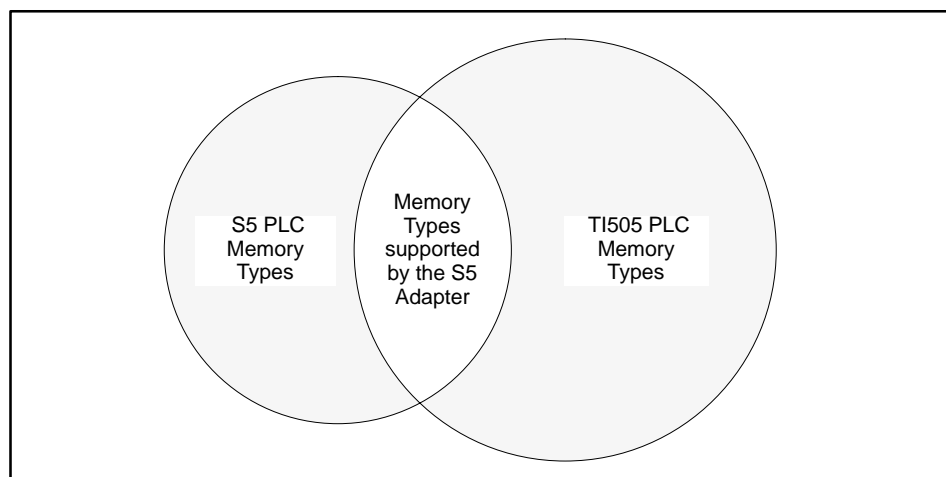 S5 PLC
Memory
Types
Memory
Types
supported
by the S5
Adapter
TI505 PLC
Memory
Types